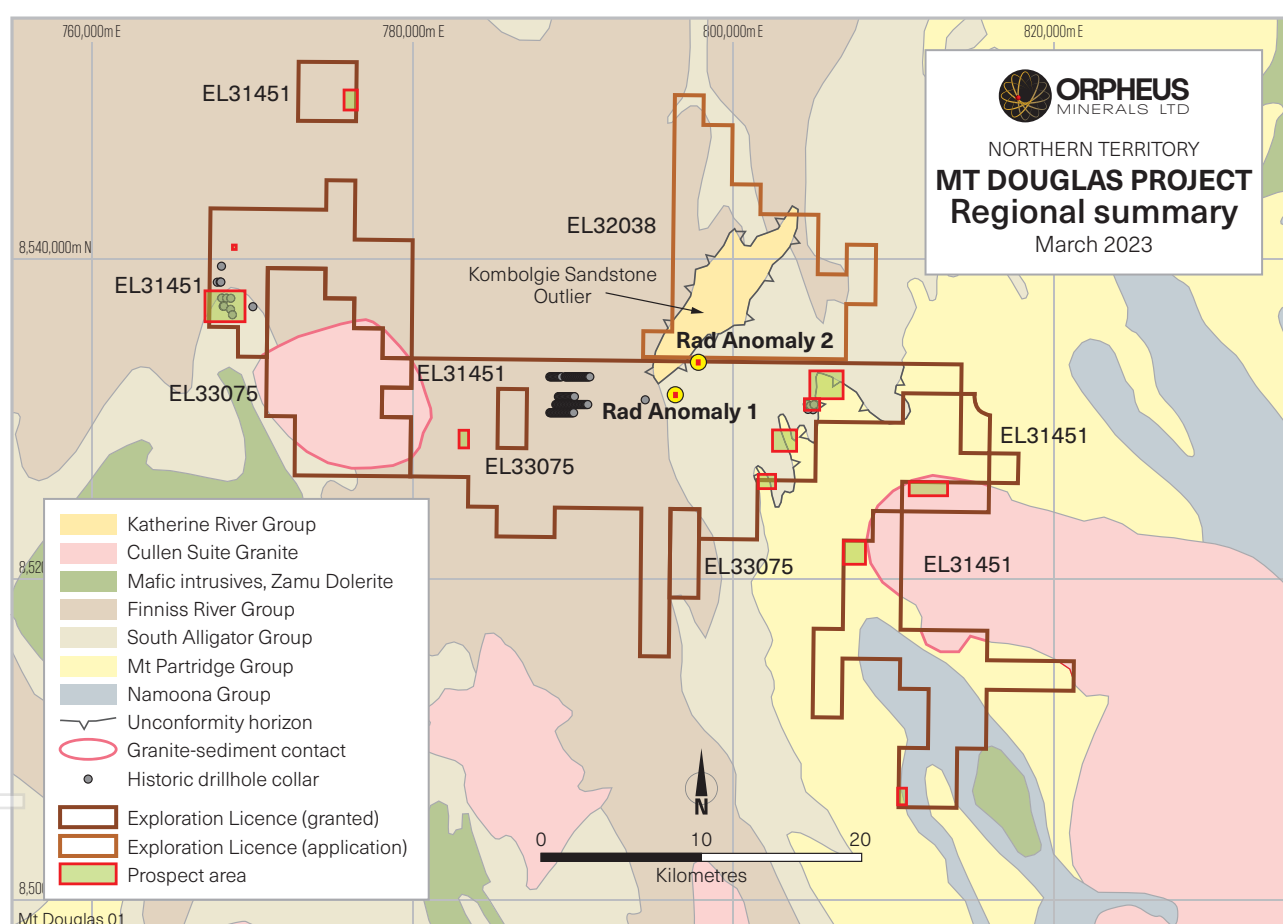 760,000m E
780,000m E
800,000m E
820,000m E
ORPHEUS
MINERALS LTD
NORTHERN TERRITORY
MT DOUGLAS PROJECT
Regional summary
March 2023
EL31451
EL32038
8,540,000m N
Kombolgie Sandstone
Outlier
EL31451
Rad Anomaly 2
EL31451
EL33075
Rad Anomaly 1
EL31451
EL33075
EL33075
EL31451
8,520
Katherine River Group
Cullen Suite Granite
Mafic intrusives, Zamu Dolerite
Finniss River Group
South Alligator Group
Mt Partridge Group
Namoona Group
Unconformity horizon
Granite-sediment contact
Historic drillhole collar
Exploration Licence (granted)
Exploration Licence (application)
Prospect area
N
0 10 20
Kilometres
8,500
Mt Douglas 01